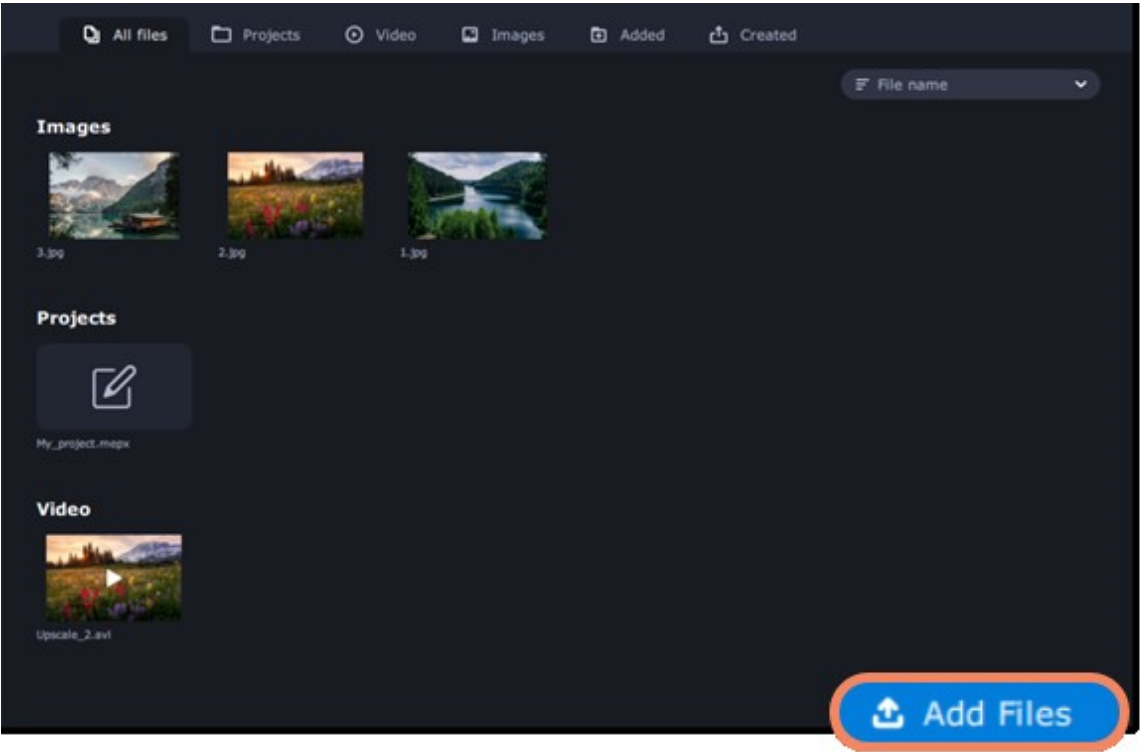 All files Projects Video Images Added Created
File name
Images
3.jpg 2.jpg 1.jpg
Projects
My_project.mepx
Video
Upscale_2.avi
Add Files